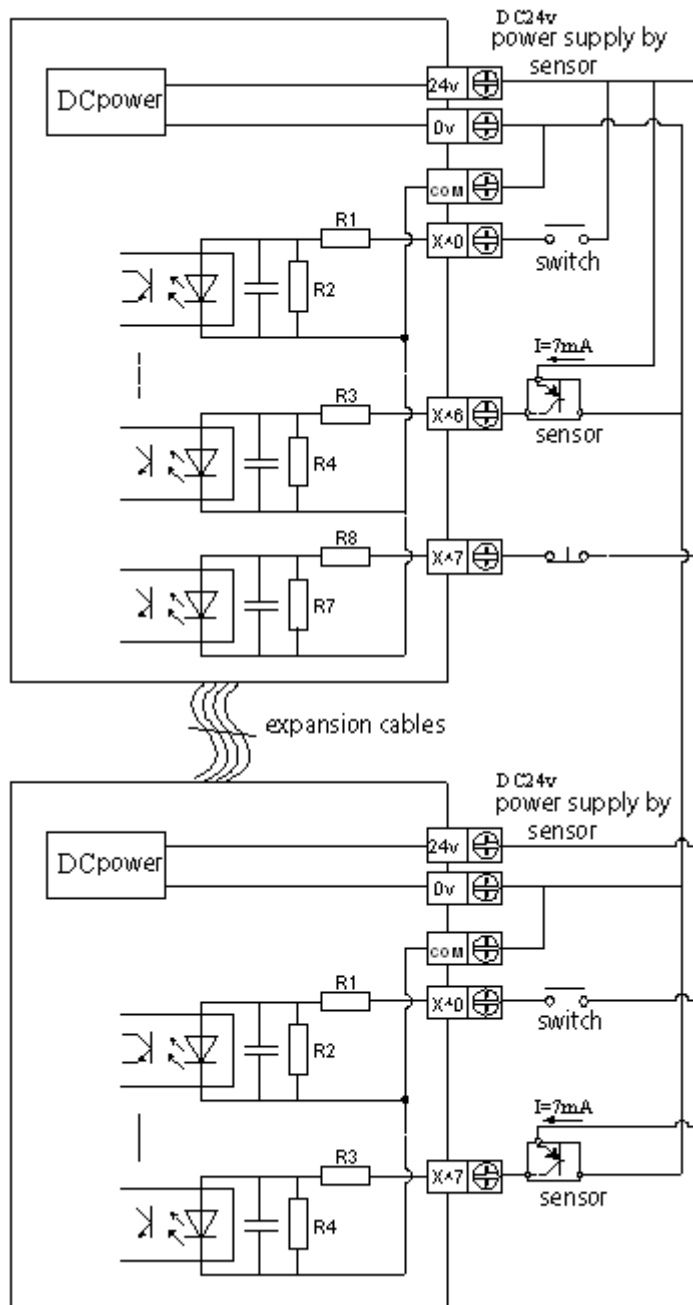 DC24v
power supply by
sensor
DCpower
24v
0v
COM
R1
X^0
R2
switch
I=7mA
R3
X^6
R4
sensor
R8
X^7
R7
expansion cables
DC24v
power supply by
sensor
DCpower
24v
0v
COM
R1
X^0
R2
switch
I=7mA
R3
X^7
R4
sensor